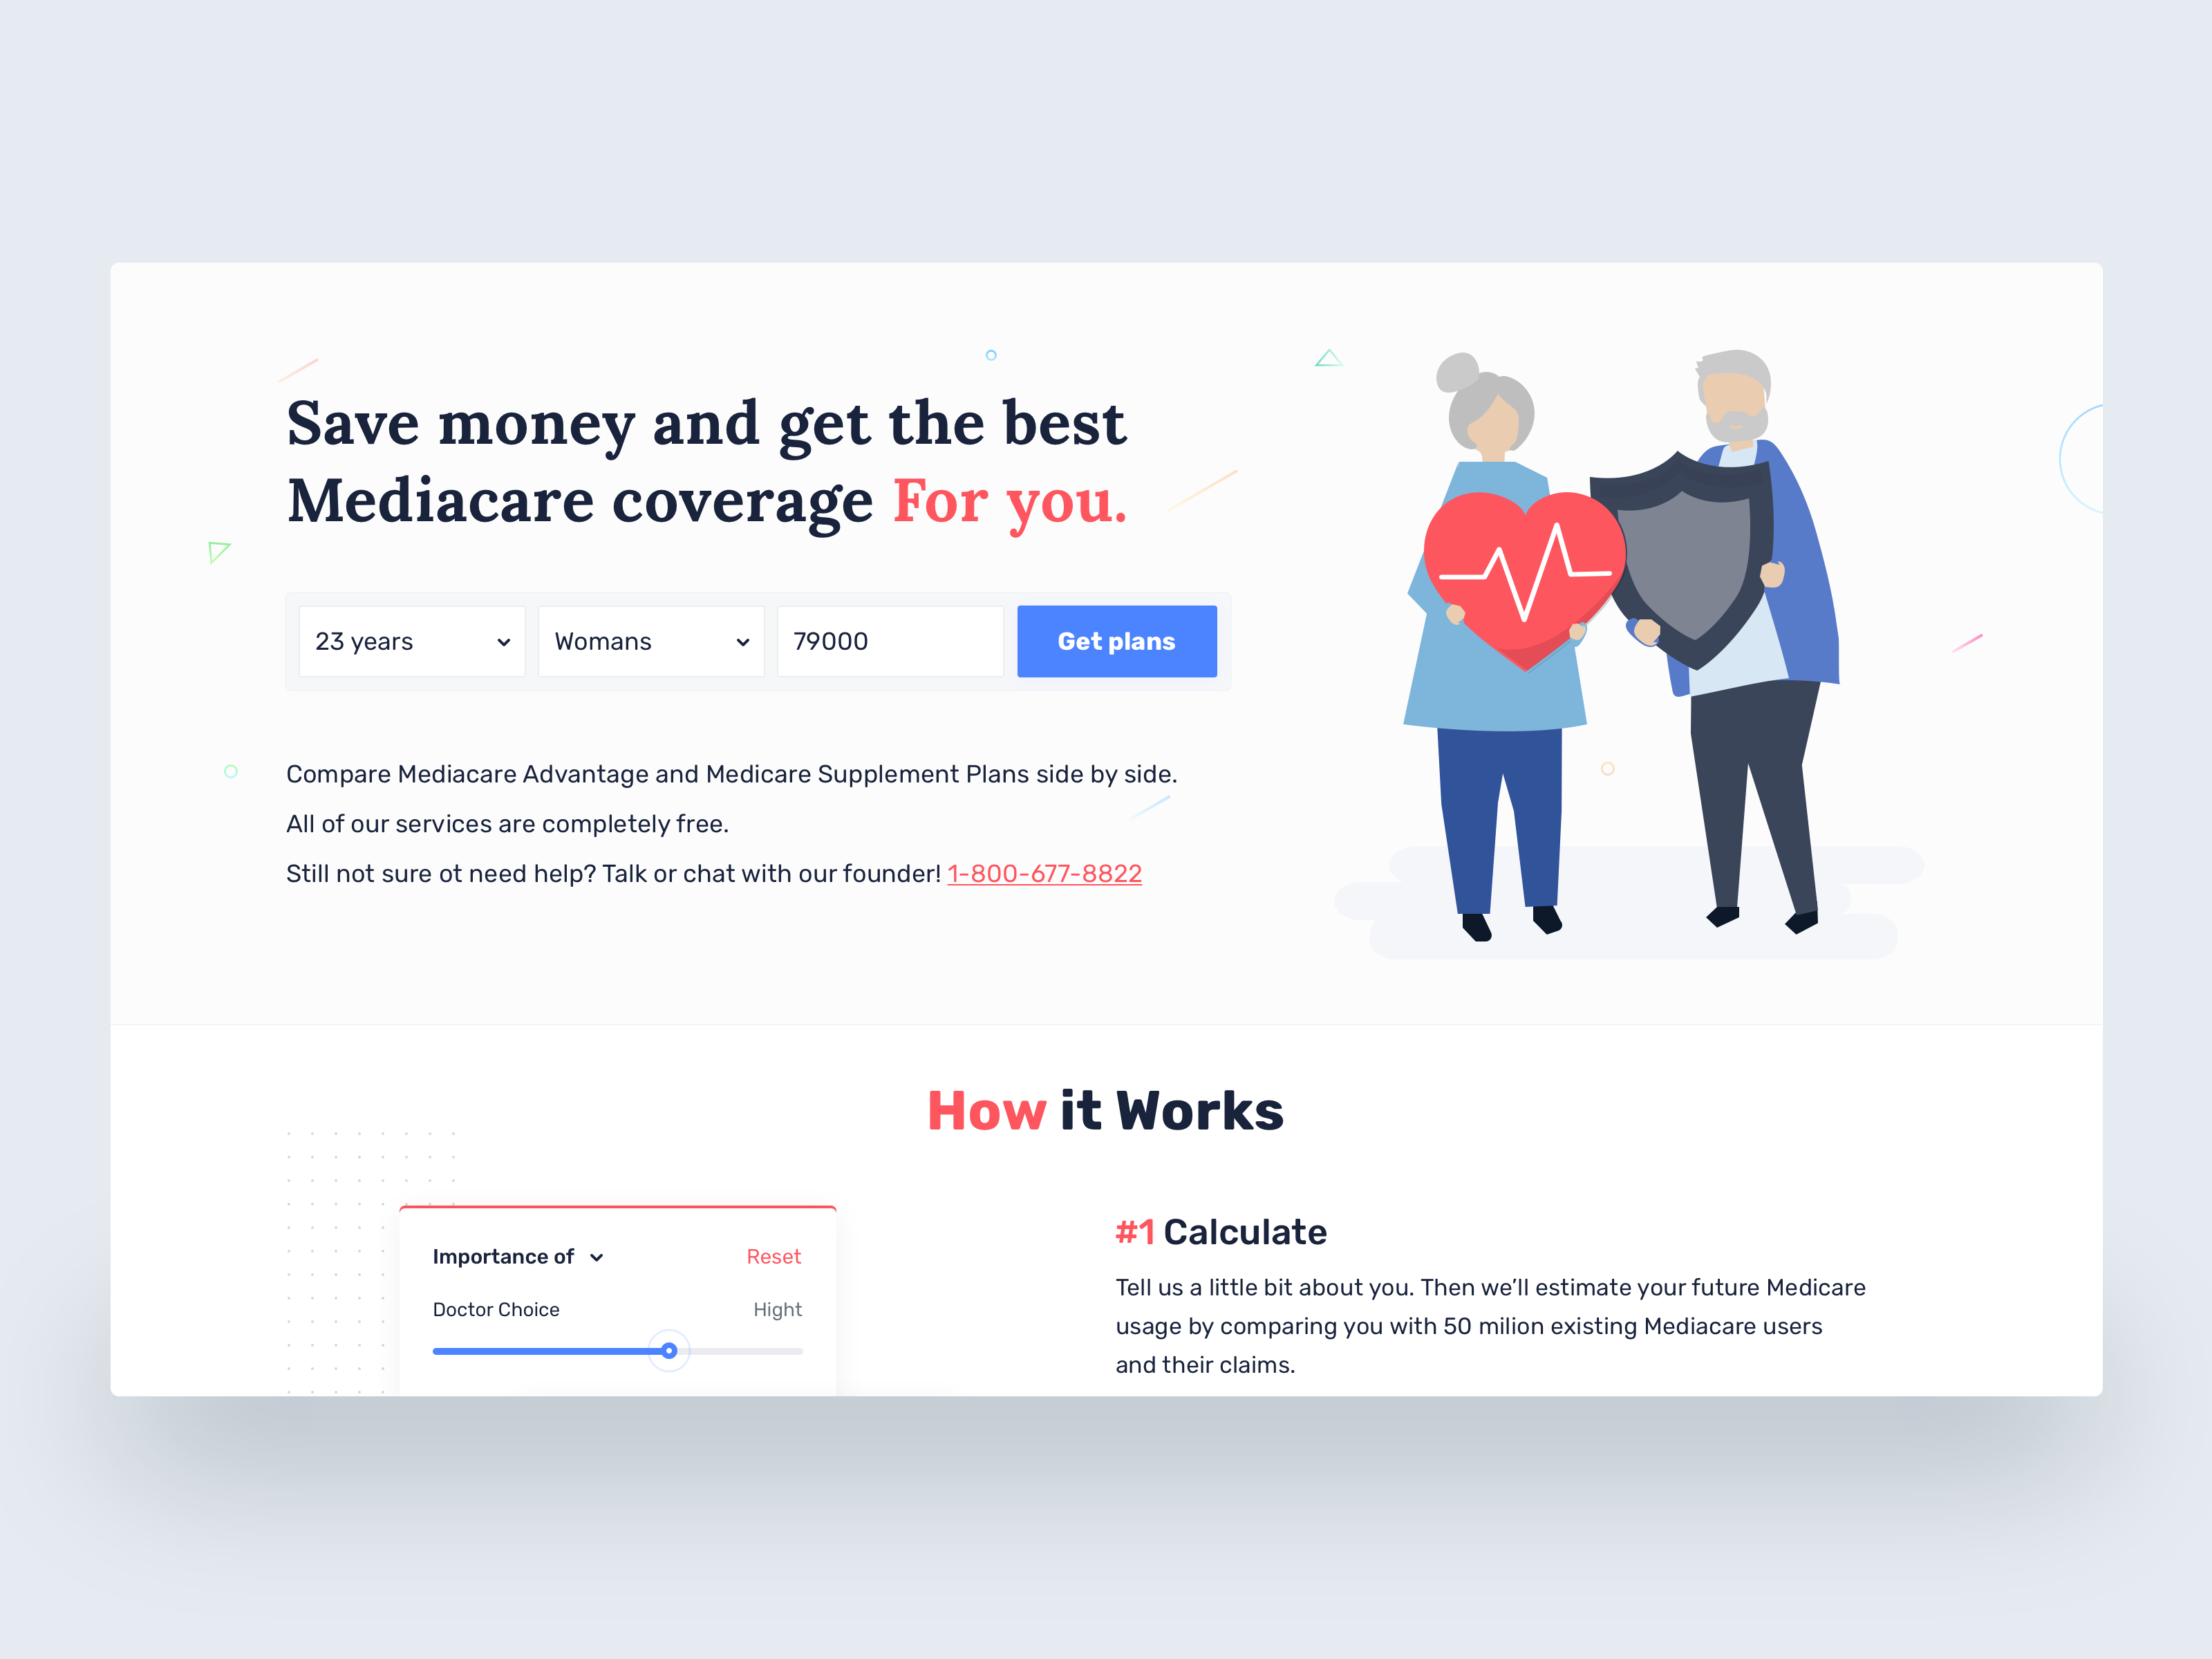 Save money and get the best
Mediacare coverage For you.
23 years
Womans
79000
Get plans
Compare Mediacare Advantage and Medicare Supplement Plans side by side.
All of our services are completely free.
Still not sure ot need help? Talk or chat with our founder! 1-800-677-8822
How it Works
Importance of
Reset
Doctor Choice
Hight
#1 Calculate
Tell us a little bit about you. Then we’ll estimate your future Medicare
usage by comparing you with 50 milion existing Mediacare users
and their claims.